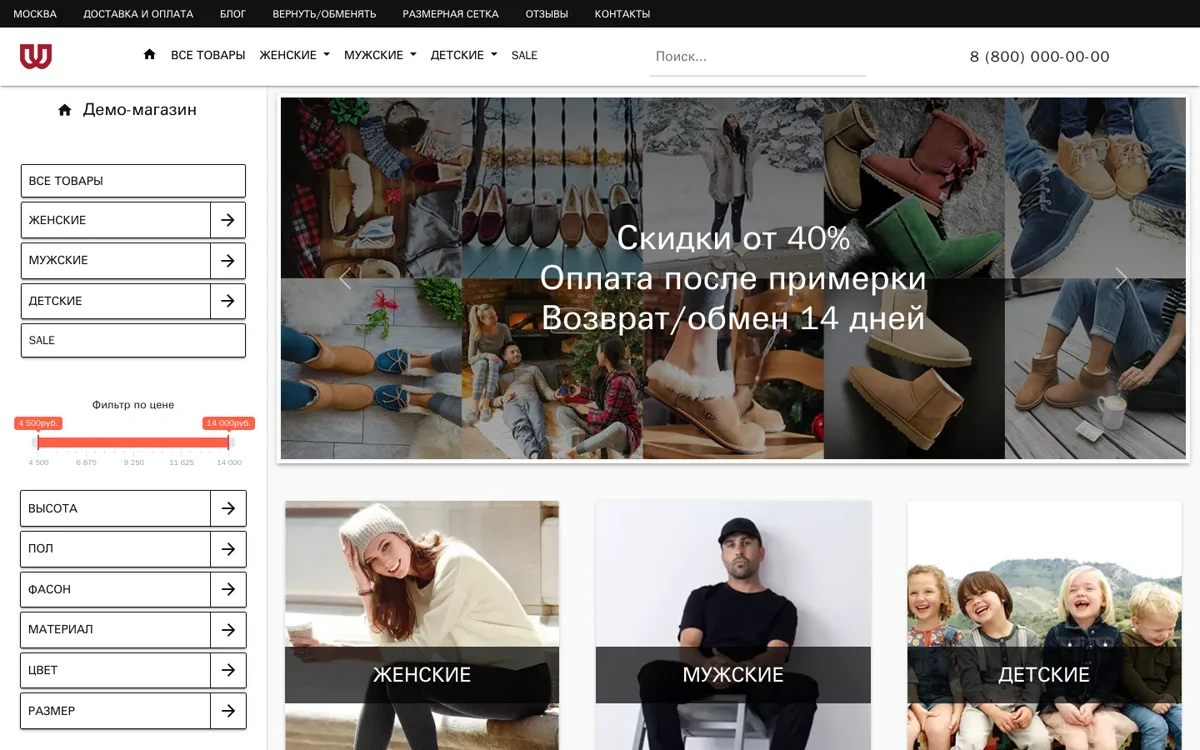 МОСКВА ДОСТАВКА И ОПЛАТА БЛОГ ВЕРНУТЬ/ОБМЕНЯТЬ РАЗМЕРНАЯ СЕТКА ОТЗЫВЫ КОНТАКТЫ
ВСЕ ТОВАРЫ ЖЕНСКИЕ МУЖСКИЕ ДЕТСКИЕ SALE Поиск... 8 (800) 000-00-00
Демо-магазин
ВСЕ ТОВАРЫ
ЖЕНСКИЕ
МУЖСКИЕ
ДЕТСКИЕ
SALE
Фильтр по цене
4 500руб. 14 000руб.
4 500 6 875 9 250 11 625 14 000
ВЫСОТА
ПОЛ
ФАСОН
МАТЕРИАЛ
ЦВЕТ
РАЗМЕР
Скидки от 40%
Оплата после примерки
Возврат/обмен 14 дней
ЖЕНСКИЕ МУЖСКИЕ ДЕТСКИЕ